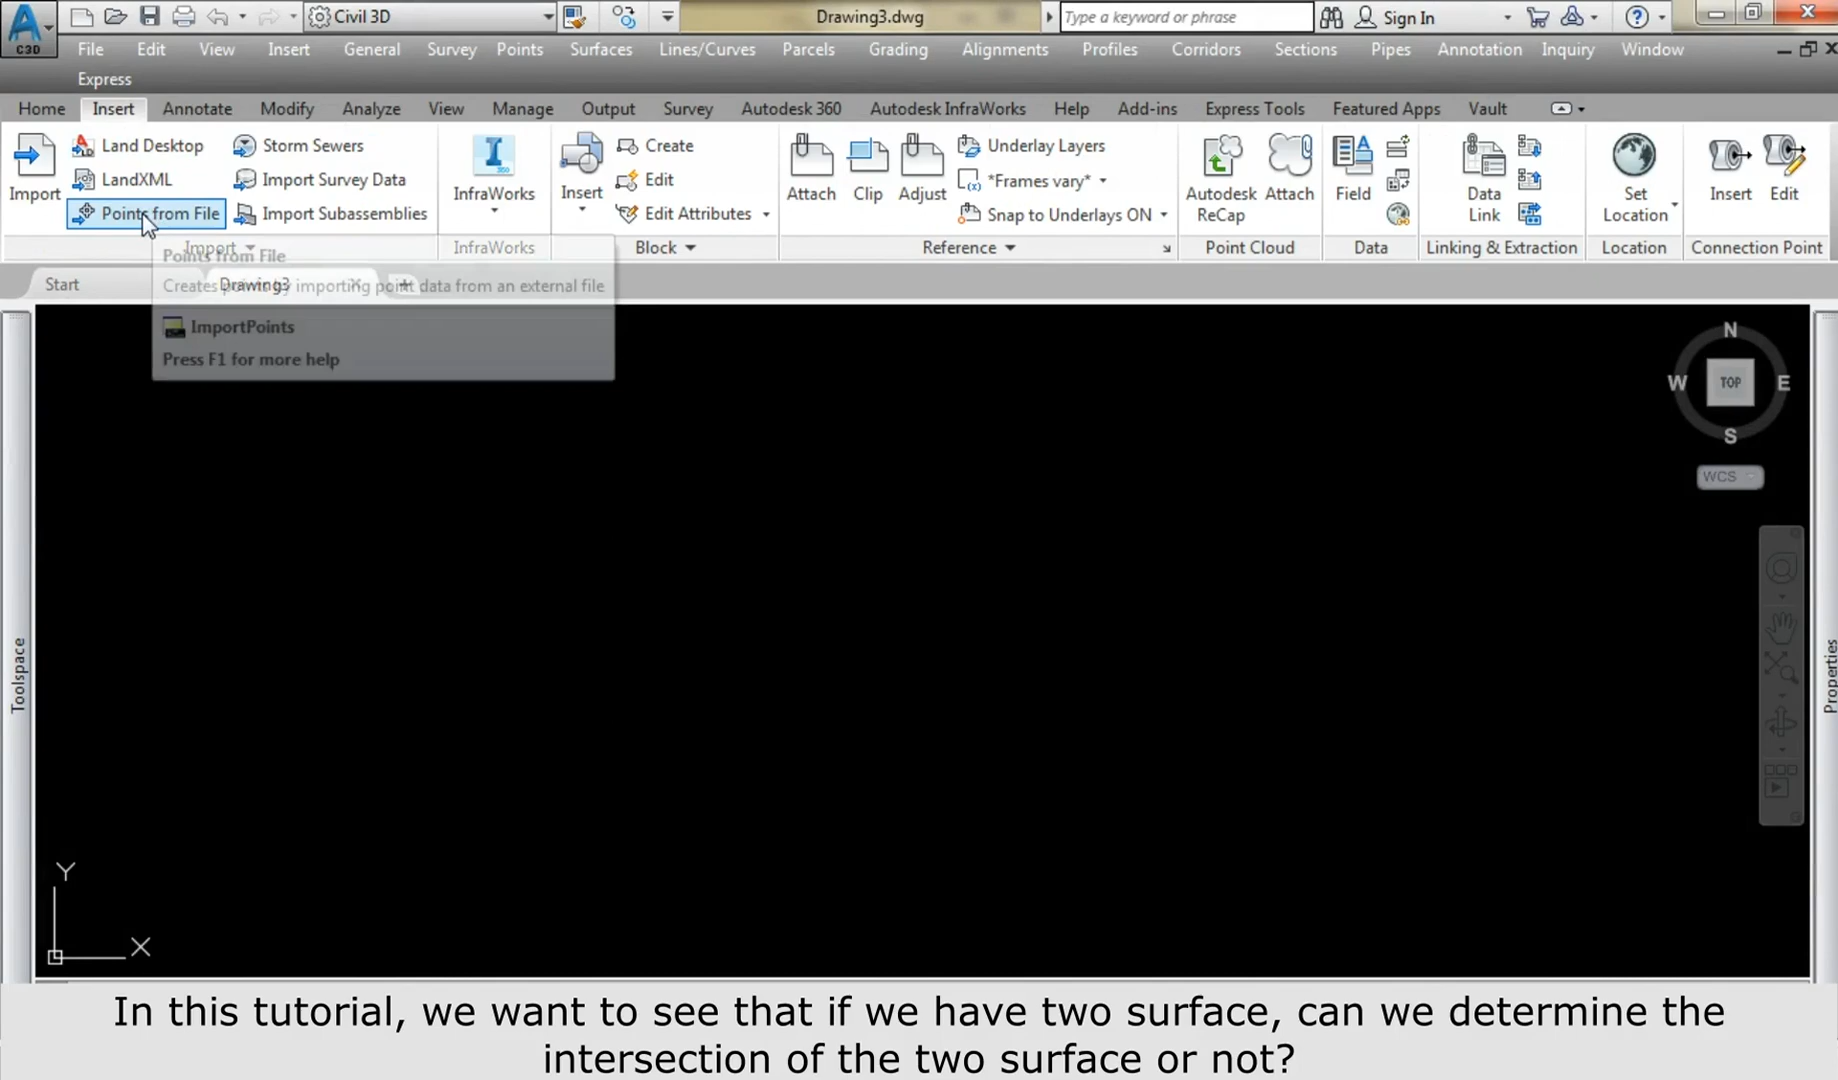 Civil 3D
Drawing3.dwg
Type a keyword or phrase
Sign In
C3D
File Edit View Insert General Survey Points Surfaces Lines/Curves Parcels Grading Alignments Profiles Corridors Sections Pipes Annotation Inquiry Window
Express
Home Insert Annotate Modify Analyze View Manage Output Survey Autodesk 360 Autodesk InfraWorks Help Add-ins Express Tools Featured Apps Vault
Import
Land Desktop
LandXML
Points from File
Storm Sewers
Import Survey Data
Import Subassemblies
InfraWorks
Insert
Create
Edit
Edit Attributes
Attach
Clip
Adjust
Underlay Layers
*Frames vary*
Snap to Underlays ON
Autodesk
ReCap
Attach
Field
Data
Link
Set
Location
Insert
Edit
Import
InfraWorks
Block
Reference
Point Cloud
Data
Linking & Extraction
Location
Connection Point
Points from File
Start
Drawing3
Creates points by importing point data from an external file
ImportPoints
Press F1 for more help
N
W
TOP
E
S
WCS
Toolspace
Properties
Y
X
In this tutorial, we want to see that if we have two surface, can we determine the
intersection of the two surface or not?